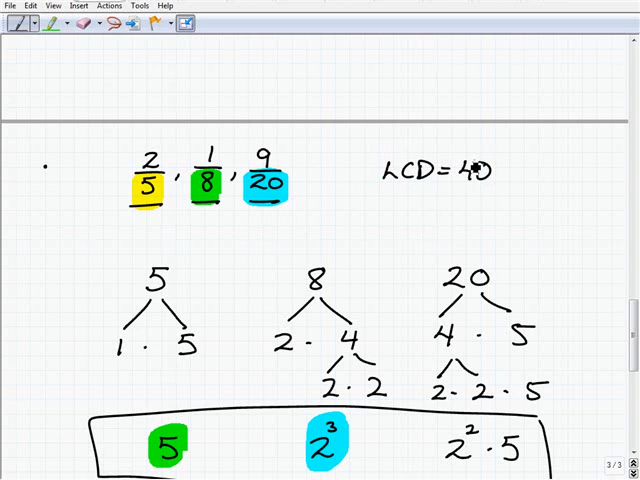 File Edit View Insert Actions Tools Help
2/5 , 1/8 , 9/20 LCD = 40
5 8 20
1 · 5 2 · 4 4 · 5
2 · 2 2 · 2 · 5
5 2³ 2² · 5
3 / 3